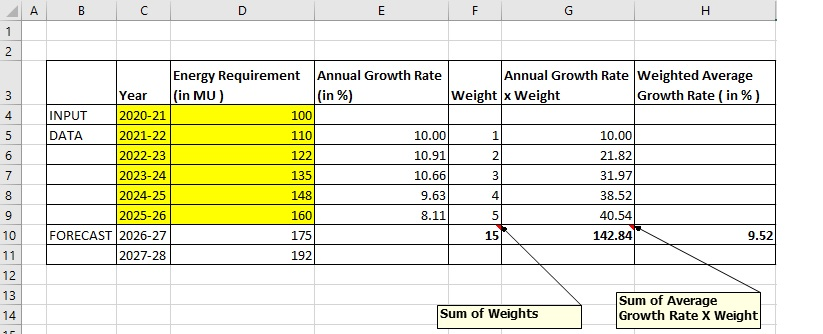 A B C D E F G H
1
2
3 Year Energy Requirement (in MU ) Annual Growth Rate (in %) Weight Annual Growth Rate x Weight Weighted Average Growth Rate ( in % )
4 INPUT 2020-21 100
5 DATA 2021-22 110 10.00 1 10.00
6 2022-23 122 10.91 2 21.82
7 2023-24 135 10.66 3 31.97
8 2024-25 148 9.63 4 38.52
9 2025-26 160 8.11 5 40.54
10 FORECAST 2026-27 175 15 142.84 9.52
11 2027-28 192
12
13
14
Sum of Weights
Sum of Average
Growth Rate X Weight